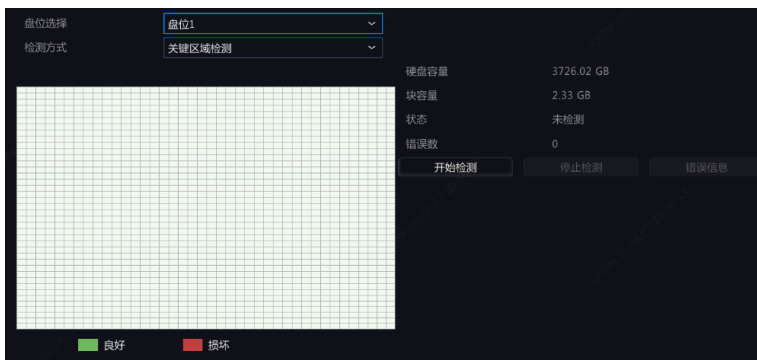 盘位选择 盘位1
检测方式 关键区域检测
硬盘容量 3726.02 GB
块容量 2.33 GB
状态 未检测
错误数 0
开始检测 停止检测 错误信息
良好 损坏